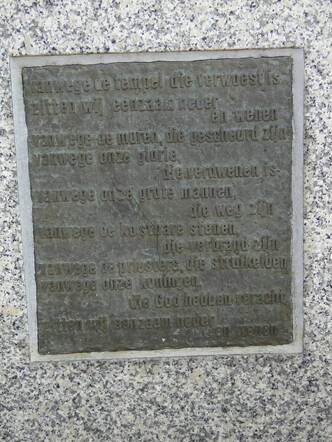 vanwege de tempel die verwoest is
zitten wij eenzaam neder
en wenen
vanwege de muren, die gescheurd zijn
vanwege onze glorie,
die verdwenen is
vanwege onze grote mannen,
die weg zijn
vanwege de kostbare stenen,
die verbrand zijn
vanwege de priesters, die struikelden
vanwege onze koningen,
die God hebben veracht
zitten wij eenzaam neder
en wenen